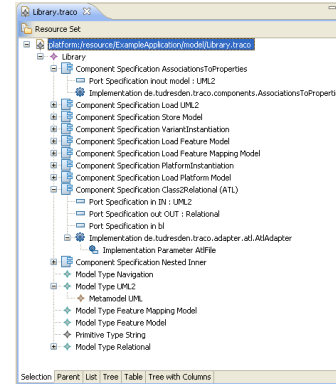 Library.traco
Resource Set
platform:/resource/ExampleApplication/model/Library.traco
Library
Component Specification AssociationsToProperties
Port Specification inout model : UML2
Implementation de.tudresden.traco.components.AssociationsToProperti
Component Specification Load UML2
Component Specification Store Model
Component Specification VariantInstantiation
Component Specification Load Feature Model
Component Specification Load Feature Mapping Model
Component Specification PlatformInstantiation
Component Specification Load Platform Model
Component Specification Class2Relational (ATL)
Port Specification in IN : UML2
Port Specification out OUT : Relational
Port Specification in bl
Implementation de.tudresden.traco.adapter.atl.AtlAdapter
Implementation Parameter AtlFile
Component Specification Nested Inner
Model Type Navigation
Model Type UML2
Metamodel UML
Model Type Feature Mapping Model
Model Type Feature Model
Primitive Type String
Model Type Relational
Selection Parent List Tree Table Tree with Columns